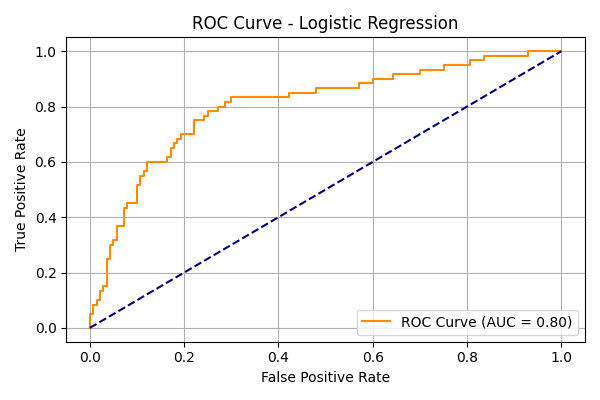 ROC Curve - Logistic Regression
True Positive Rate
1.0
0.8
0.6
0.4
0.2
0.0
ROC Curve (AUC = 0.80)
0.0 0.2 0.4 0.6 0.8 1.0
False Positive Rate